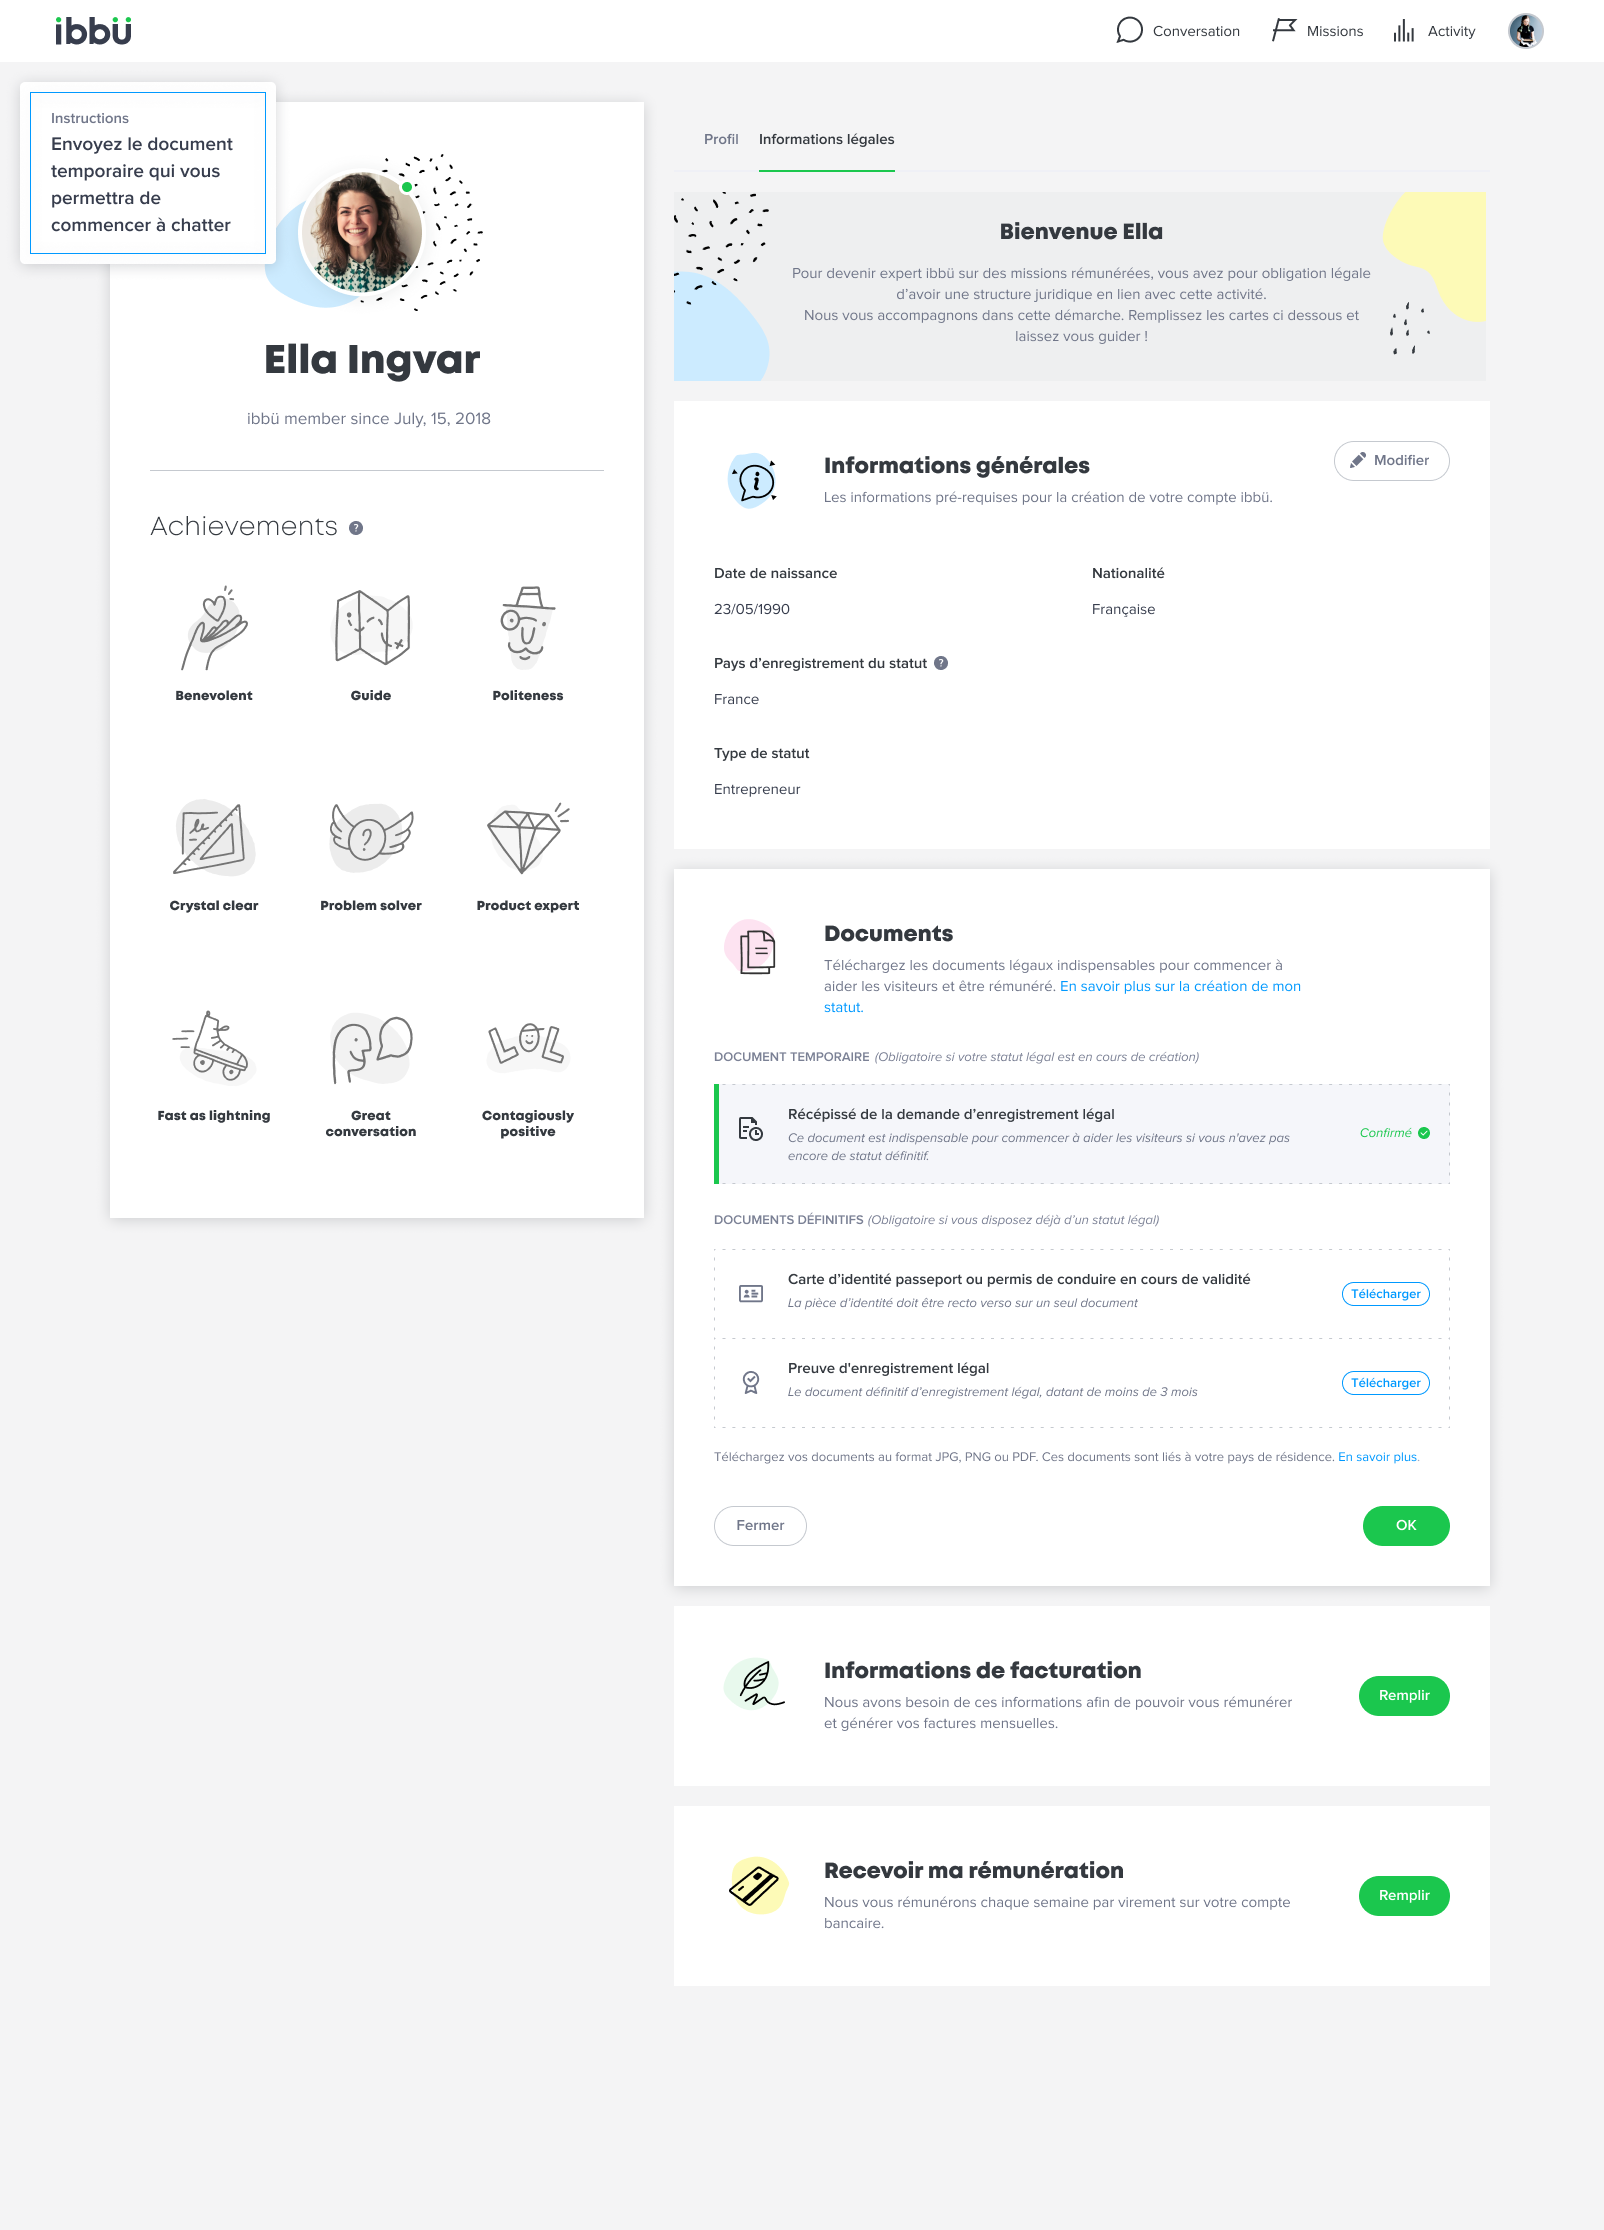 ibbü
Conversation
Missions
Activity
Instructions
Envoyez le document
temporaire qui vous
permettra de
commencer à chatter
Ella Ingvar
ibbü member since July, 15, 2018
Achievements ?
Benevolent
Guide
Politeness
le
?
Crystal clear
Problem solver
Product expert
LOL
Fast as lightning
Great
conversation
Contagiously
positive
Profil
Informations légales
Bienvenue Ella
Pour devenir expert ibbü sur des missions rémunérées, vous avez pour obligation légale
d’avoir une structure juridique en lien avec cette activité.
Nous vous accompagnons dans cette démarche. Remplissez les cartes ci dessous et
laissez vous guider !
i
Informations générales
Les informations pré-requises pour la création de votre compte ibbü.
Modifier
Date de naissance
23/05/1990
Nationalité
Française
Pays d’enregistrement du statut ?
France
Type de statut
Entrepreneur
Documents
Téléchargez les documents légaux indispensables pour commencer à
aider les visiteurs et être rémunéré. En savoir plus sur la création de mon
statut.
DOCUMENT TEMPORAIRE (Obligatoire si votre statut légal est en cours de création)
Récépissé de la demande d’enregistrement légal
Ce document est indispensable pour commencer à aider les visiteurs si vous n'avez pas
encore de statut définitif.
Confirmé
DOCUMENTS DÉFINITIFS (Obligatoire si vous disposez déjà d’un statut légal)
Carte d’identité passeport ou permis de conduire en cours de validité
La pièce d’identité doit être recto verso sur un seul document
Télécharger
Preuve d'enregistrement légal
Le document définitif d’enregistrement légal, datant de moins de 3 mois
Télécharger
Téléchargez vos documents au format JPG, PNG ou PDF. Ces documents sont liés à votre pays de résidence. En savoir plus.
Fermer
OK
Informations de facturation
Nous avons besoin de ces informations afin de pouvoir vous rémunérer
et générer vos factures mensuelles.
Remplir
Recevoir ma rémunération
Nous vous rémunérons chaque semaine par virement sur votre compte
bancaire.
Remplir